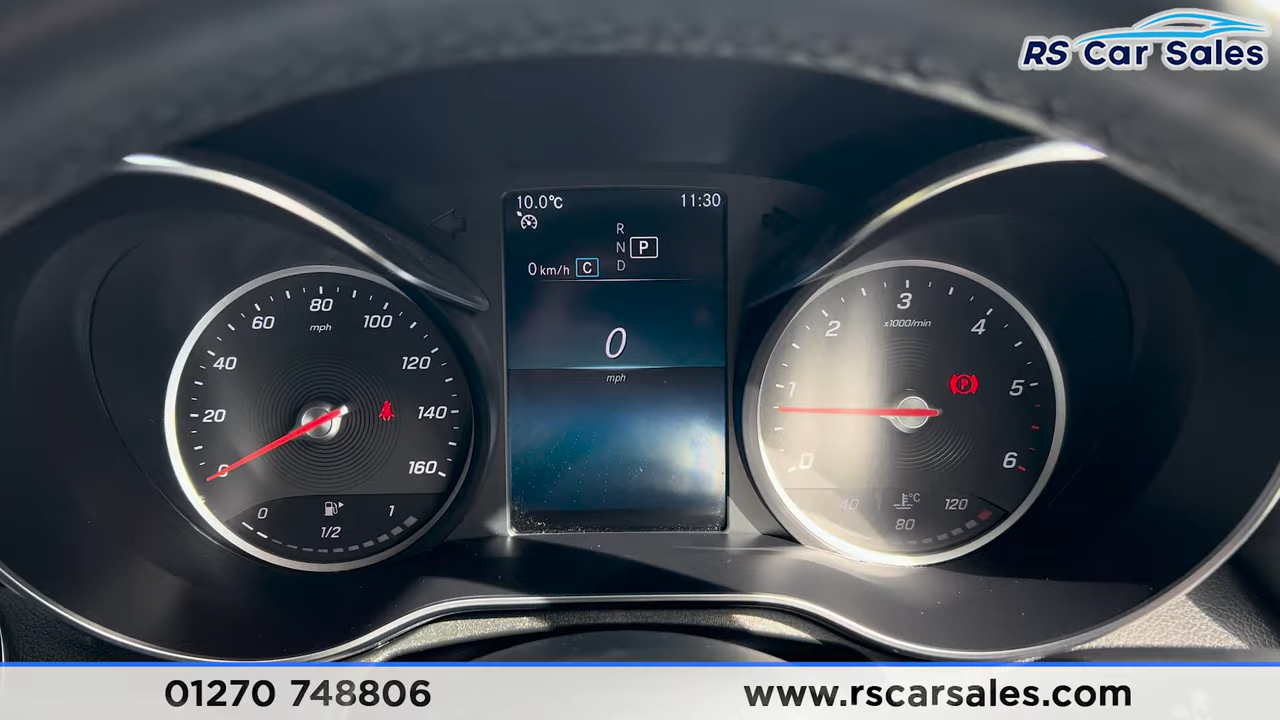 RS Car Sales
10.0°C 11:30
R
N P
D
0 km/h C
0
mph
80
60 100
mph
40 120
20 140
0 160
0 1
1/2
3
2 4
x1000/min
1 P 5
0 6
40 °C 120
80
01270 748806 www.rscarsales.com